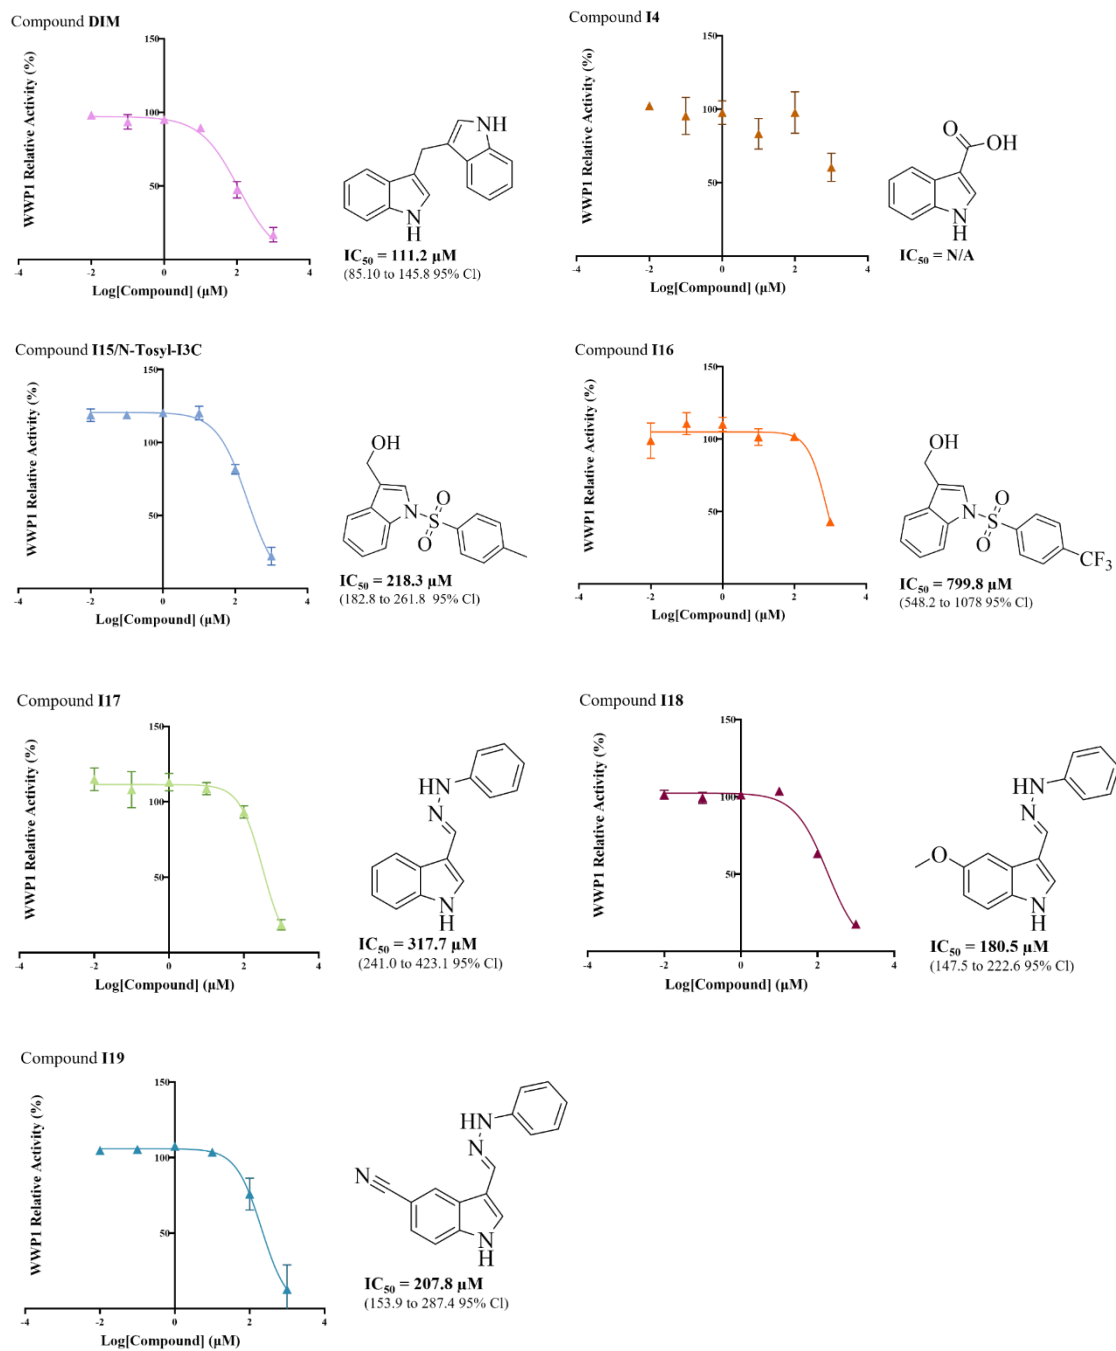 Compound DIM
WWP1 Relative Activity (%)
150
100
50
-4
-2
0
2
4
Log[Compound] (µM)
NH
N
H
IC50 = 111.2 µM
(85.10 to 145.8 95% Cl)
Compound I4
WWP1 Relative Activity (%)
150
100
50
-4
-2
0
2
4
Log[Compound] (µM)
O
OH
N
H
IC50 = N/A
Compound I15/N-Tosyl-I3C
WWP1 Relative Activity (%)
150
100
50
-4
-2
0
2
4
Log[Compound] (µM)
OH
O
N
S
O
IC50 = 218.3 µM
(182.8 to 261.8 95% Cl)
Compound I16
WWP1 Relative Activity (%)
150
100
50
-4
-2
0
2
4
Log[Compound] (µM)
OH
O
N
S
O
CF3
IC50 = 799.8 µM
(548.2 to 1078 95% Cl)
Compound I17
WWP1 Relative Activity (%)
150
100
50
-4
-2
0
2
4
Log[Compound] (µM)
HN
N
N
H
IC50 = 317.7 µM
(241.0 to 423.1 95% Cl)
Compound I18
WWP1 Relative Activity (%)
150
100
50
-4
-2
0
2
4
Log[Compound] (µM)
HN
N
O
N
H
IC50 = 180.5 µM
(147.5 to 222.6 95% Cl)
Compound I19
WWP1 Relative Activity (%)
150
100
50
-4
-2
0
2
4
Log[Compound] (µM)
HN
N
N
N
H
IC50 = 207.8 µM
(153.9 to 287.4 95% Cl)